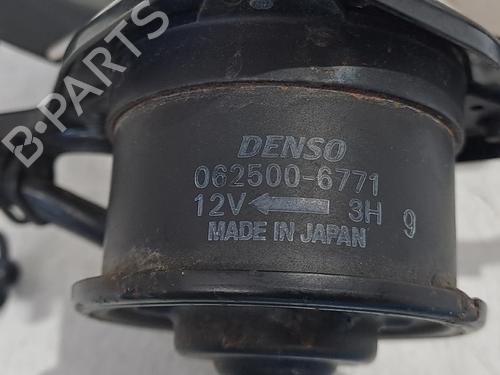 B-PARTS
DENSO
062500-6771
12V 3H 9
MADE IN JAPAN